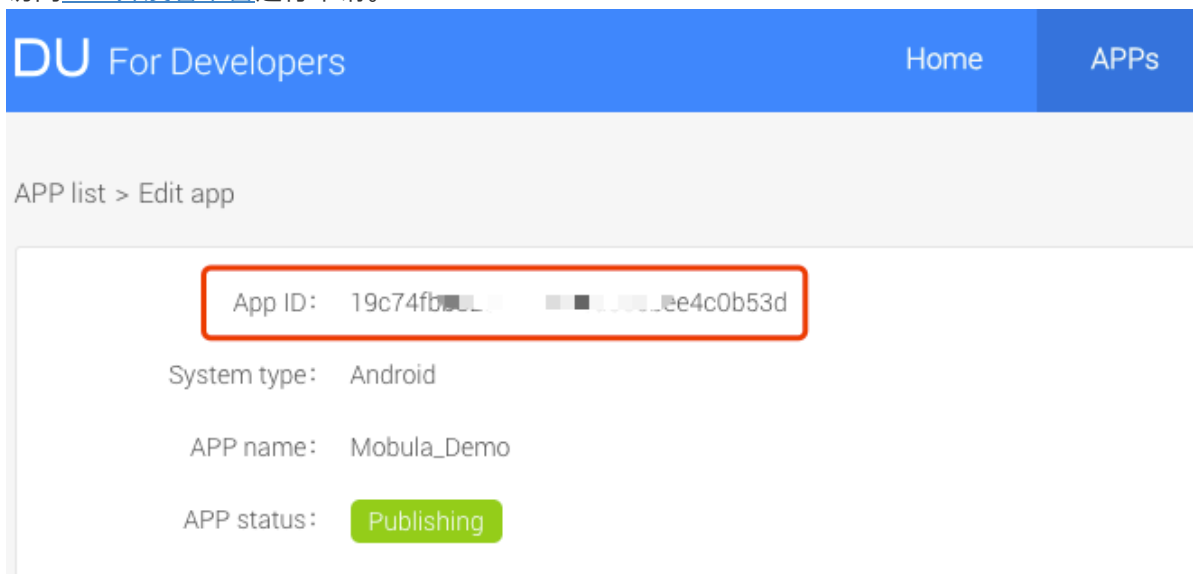 DU For Developers Home APPs
APP list > Edit app
App ID: 19c74fb ee4c0b53d
System type: Android
APP name: Mobula_Demo
APP status: Publishing